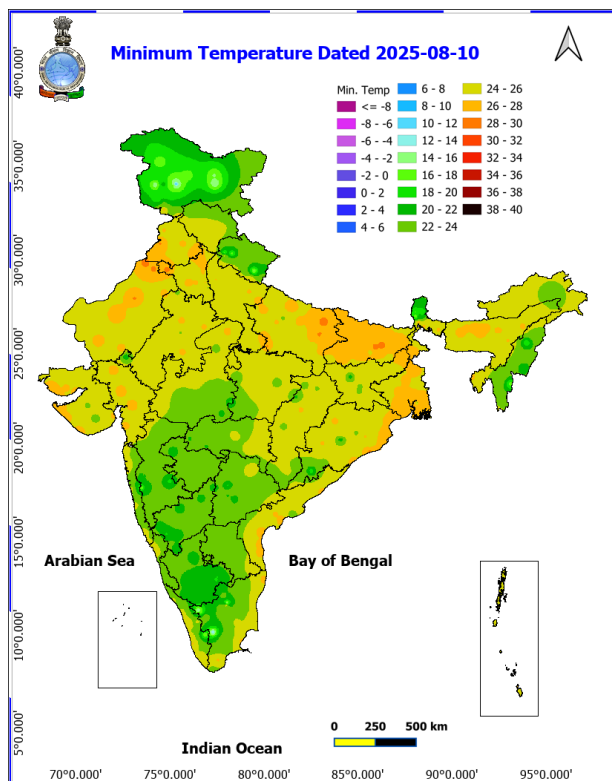 Minimum Temperature Dated 2025-08-10
Min. Temp
<= -8
-8 - -6
-6 - -4
-4 - -2
-2 - 0
0 - 2
2 - 4
4 - 6
6 - 8
8 - 10
10 - 12
12 - 14
14 - 16
16 - 18
18 - 20
20 - 22
22 - 24
24 - 26
26 - 28
28 - 30
30 - 32
32 - 34
34 - 36
36 - 38
38 - 40
40°0.000'
35°0.000'
30°0.000'
25°0.000'
20°0.000'
15°0.000'
10°0.000'
5°0.000'
Arabian Sea
Bay of Bengal
Indian Ocean
0 250 500 km
70°0.000' 75°0.000' 80°0.000' 85°0.000' 90°0.000' 95°0.000'